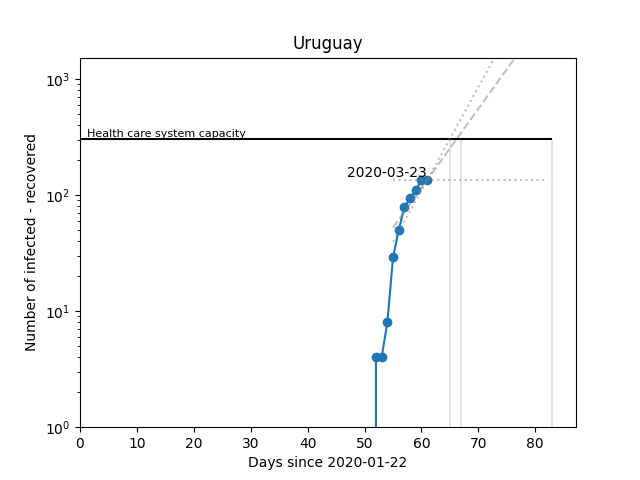 Uruguay
10³
Health care system capacity
2020-03-23
10²
10¹
10⁰
Number of infected - recovered
0 10 20 30 40 50 60 70 80
Days since 2020-01-22